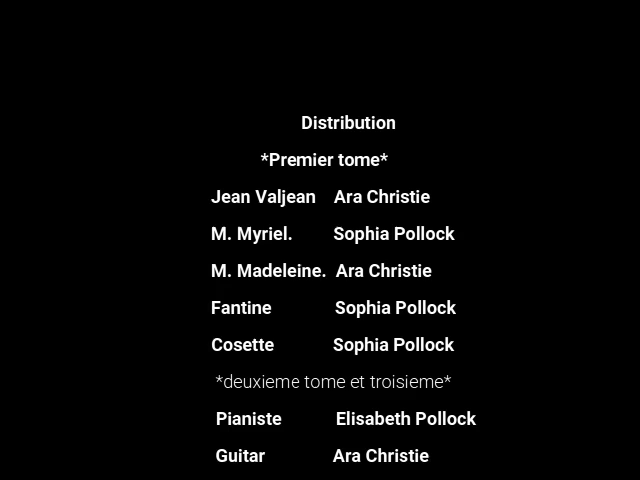 Distribution
*Premier tome*
Jean Valjean Ara Christie
M. Myriel. Sophia Pollock
M. Madeleine. Ara Christie
Fantine Sophia Pollock
Cosette Sophia Pollock
*deuxieme tome et troisieme*
Pianiste Elisabeth Pollock
Guitar Ara Christie